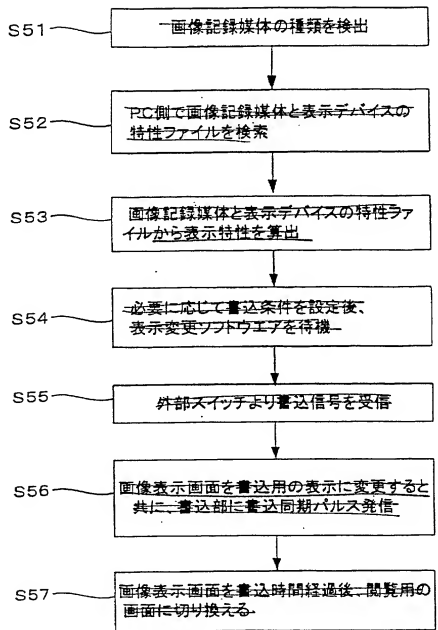 S51
画像記録媒体の種類を検出
S52
PC側で画像記録媒体と表示デバイスの
特性ファイルを検索
S53
画像記録媒体と表示デバイスの特性ファ
イルから表示特性を算出
S54
必要に応じて書込条件を設定後、
表示変更ソフトウエアを待機
S55
外部スイッチより書込信号を受信
S56
画像表示画面を書込用の表示に変更すると
共に、書込部に書込同期パルス発信
S57
画像表示画面を書込時間経過後、閲覧用の
画面に切り換える